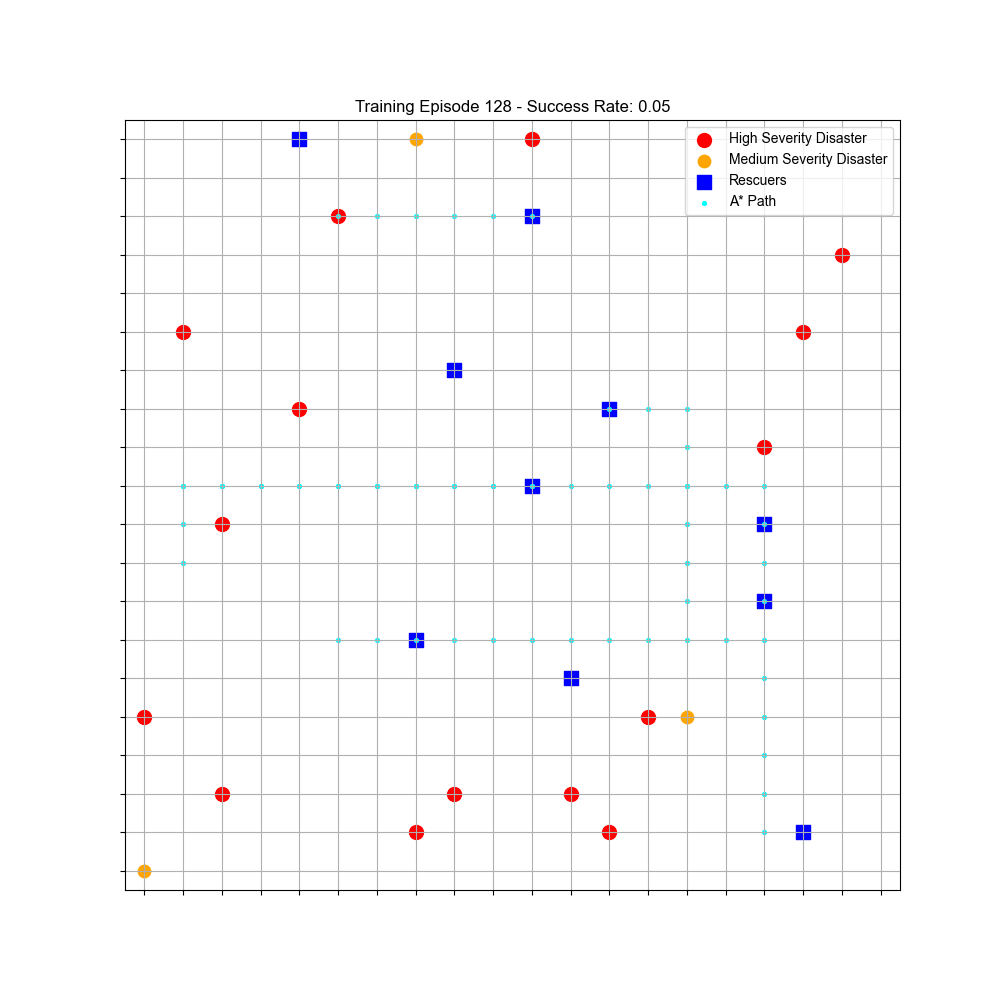 Training Episode 128 - Success Rate: 0.05
High Severity Disaster
Medium Severity Disaster
Rescuers
A* Path